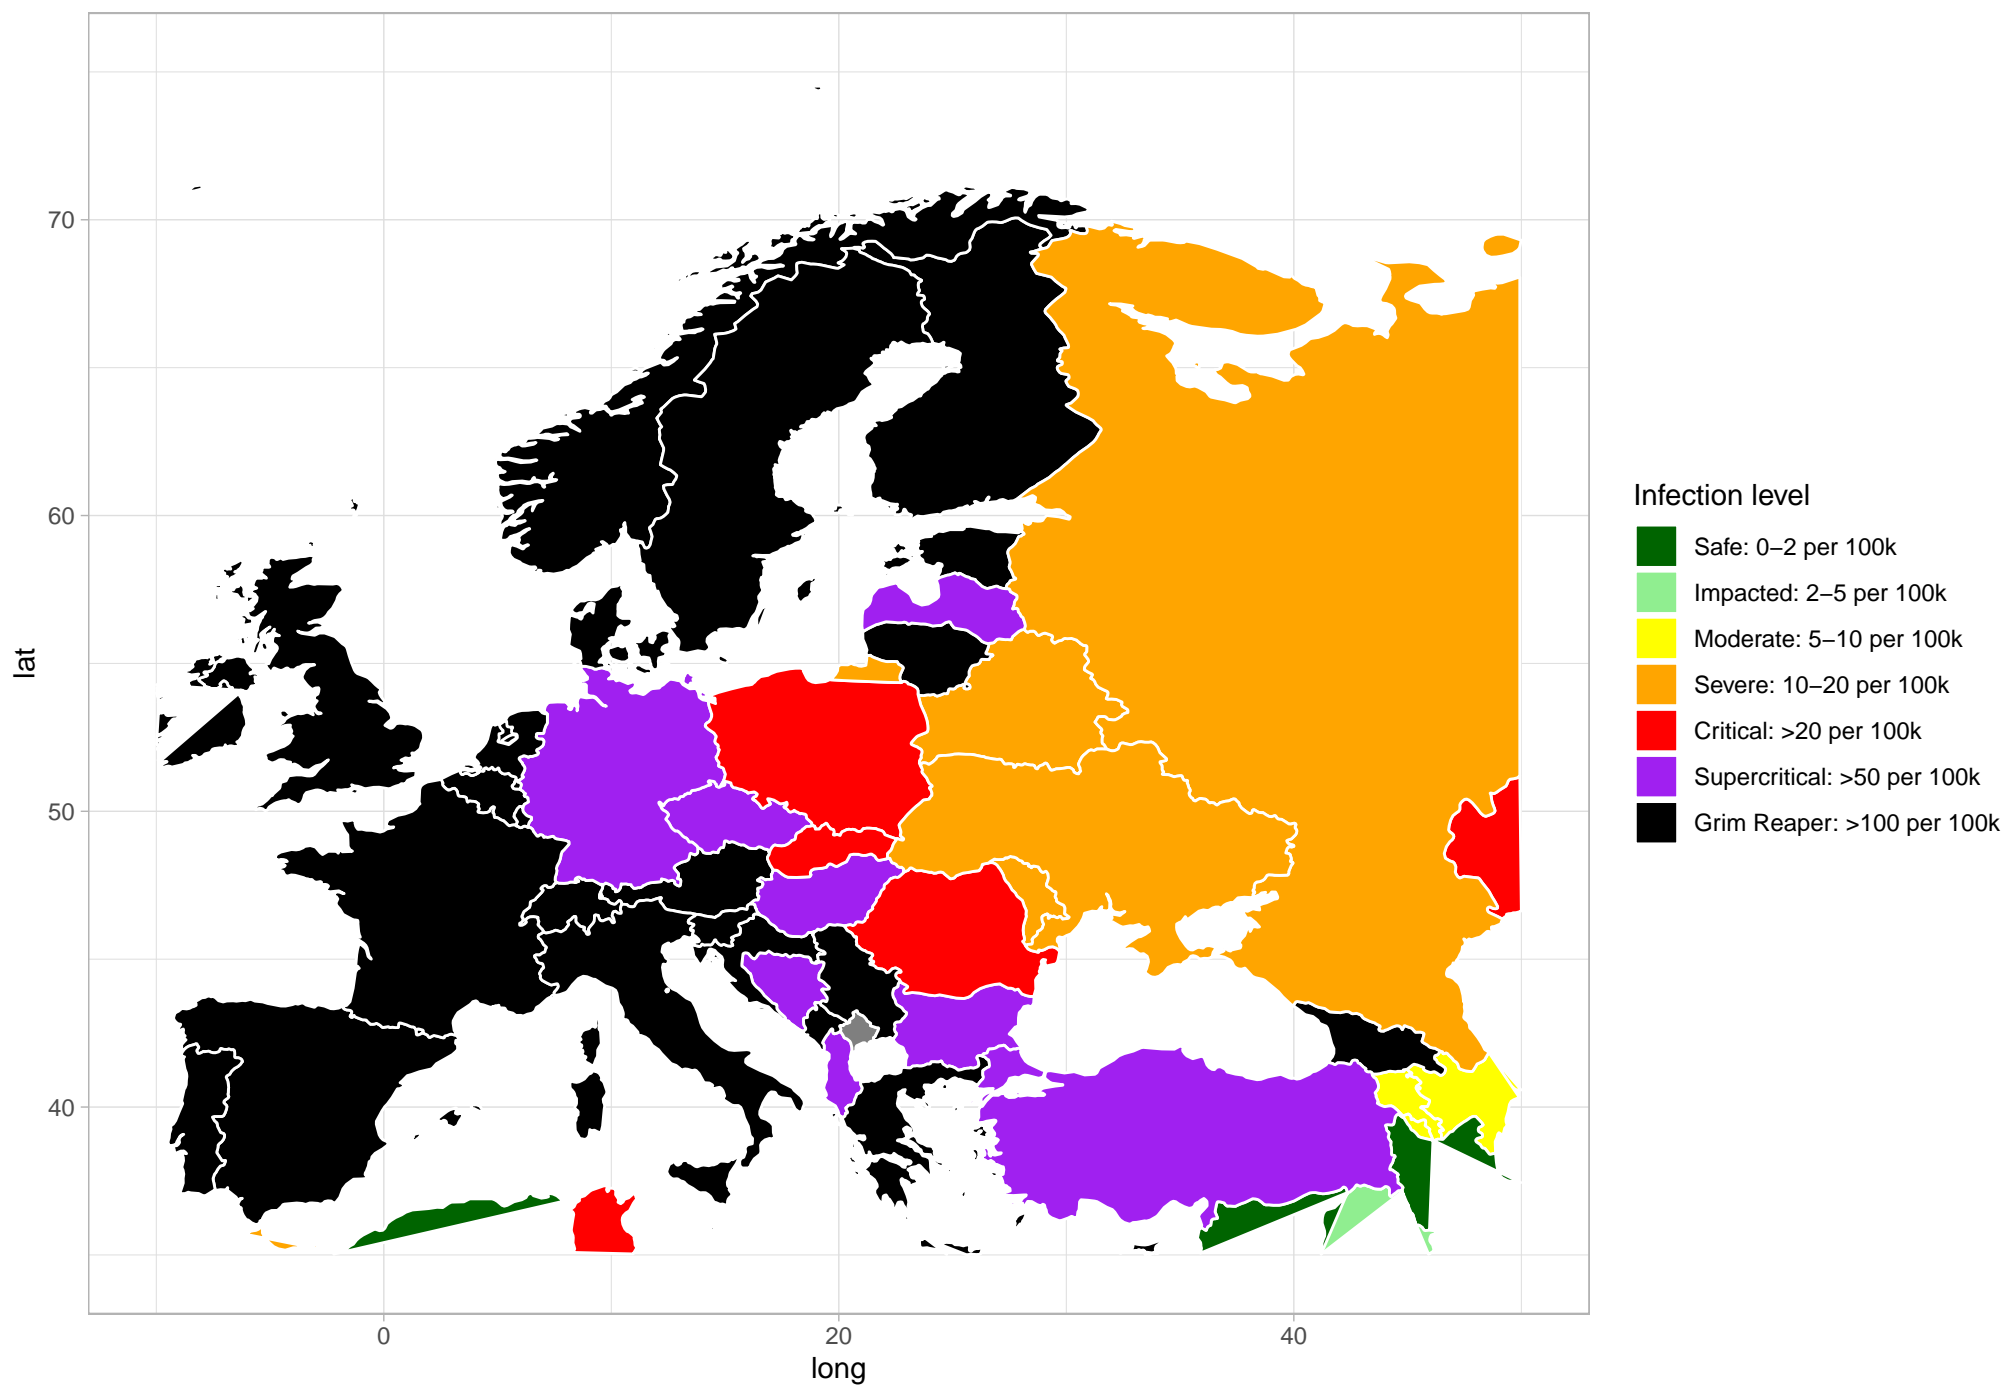 70
60
50
40
lat
0
20
40
long
Infection level
Safe: 0–2 per 100k
Impacted: 2–5 per 100k
Moderate: 5–10 per 100k
Severe: 10–20 per 100k
Critical: >20 per 100k
Supercritical: >50 per 100k
Grim Reaper: >100 per 100k